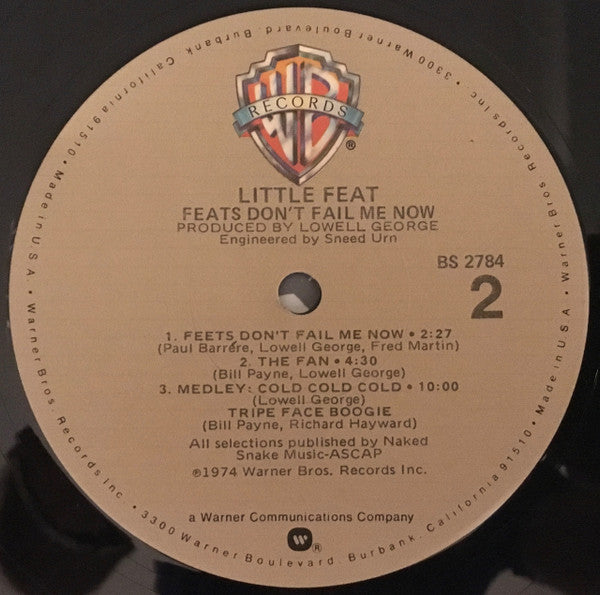 WB
RECORDS
®
LITTLE FEAT
FEATS DON'T FAIL ME NOW
PRODUCED BY LOWELL GEORGE
Engineered by Sneed Urn
BS 2784
2
1. FEETS DON'T FAIL ME NOW • 2:27
(Paul Barrére, Lowell George, Fred Martin)
2. THE FAN • 4:30
(Bill Payne, Lowell George)
3. MEDLEY: COLD COLD COLD • 10:00
(Lowell George)
TRIPE FACE BOOGIE
(Bill Payne, Richard Hayward)
All selections published by Naked
Snake Music-ASCAP
℗1974 Warner Bros. Records Inc.
a Warner Communications Company
W®
Made in U.S.A. • Warner Bros. Records Inc. • 3300 Warner Boulevard, Burbank, California 91510 • Made in U.S.A. • Warner Bros. Records Inc. • 3300 Warner Boulevard, Burbank, California 91510 •